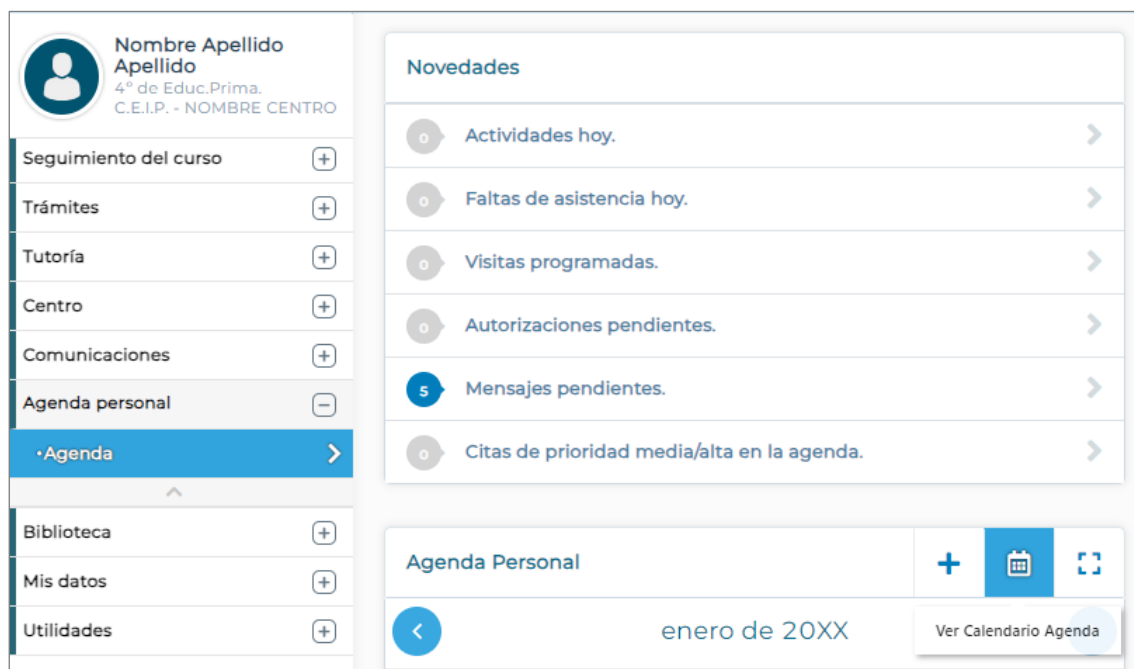 Nombre Apellido
Apellido
4º de Educ.Prima.
C.E.I.P. - NOMBRE CENTRO
Seguimiento del curso
Trámites
Tutoría
Centro
Comunicaciones
Agenda personal
•Agenda
Biblioteca
Mis datos
Utilidades
Novedades
0 Actividades hoy.
0 Faltas de asistencia hoy.
0 Visitas programadas.
0 Autorizaciones pendientes.
5 Mensajes pendientes.
0 Citas de prioridad media/alta en la agenda.
Agenda Personal
enero de 20XX
Ver Calendario Agenda